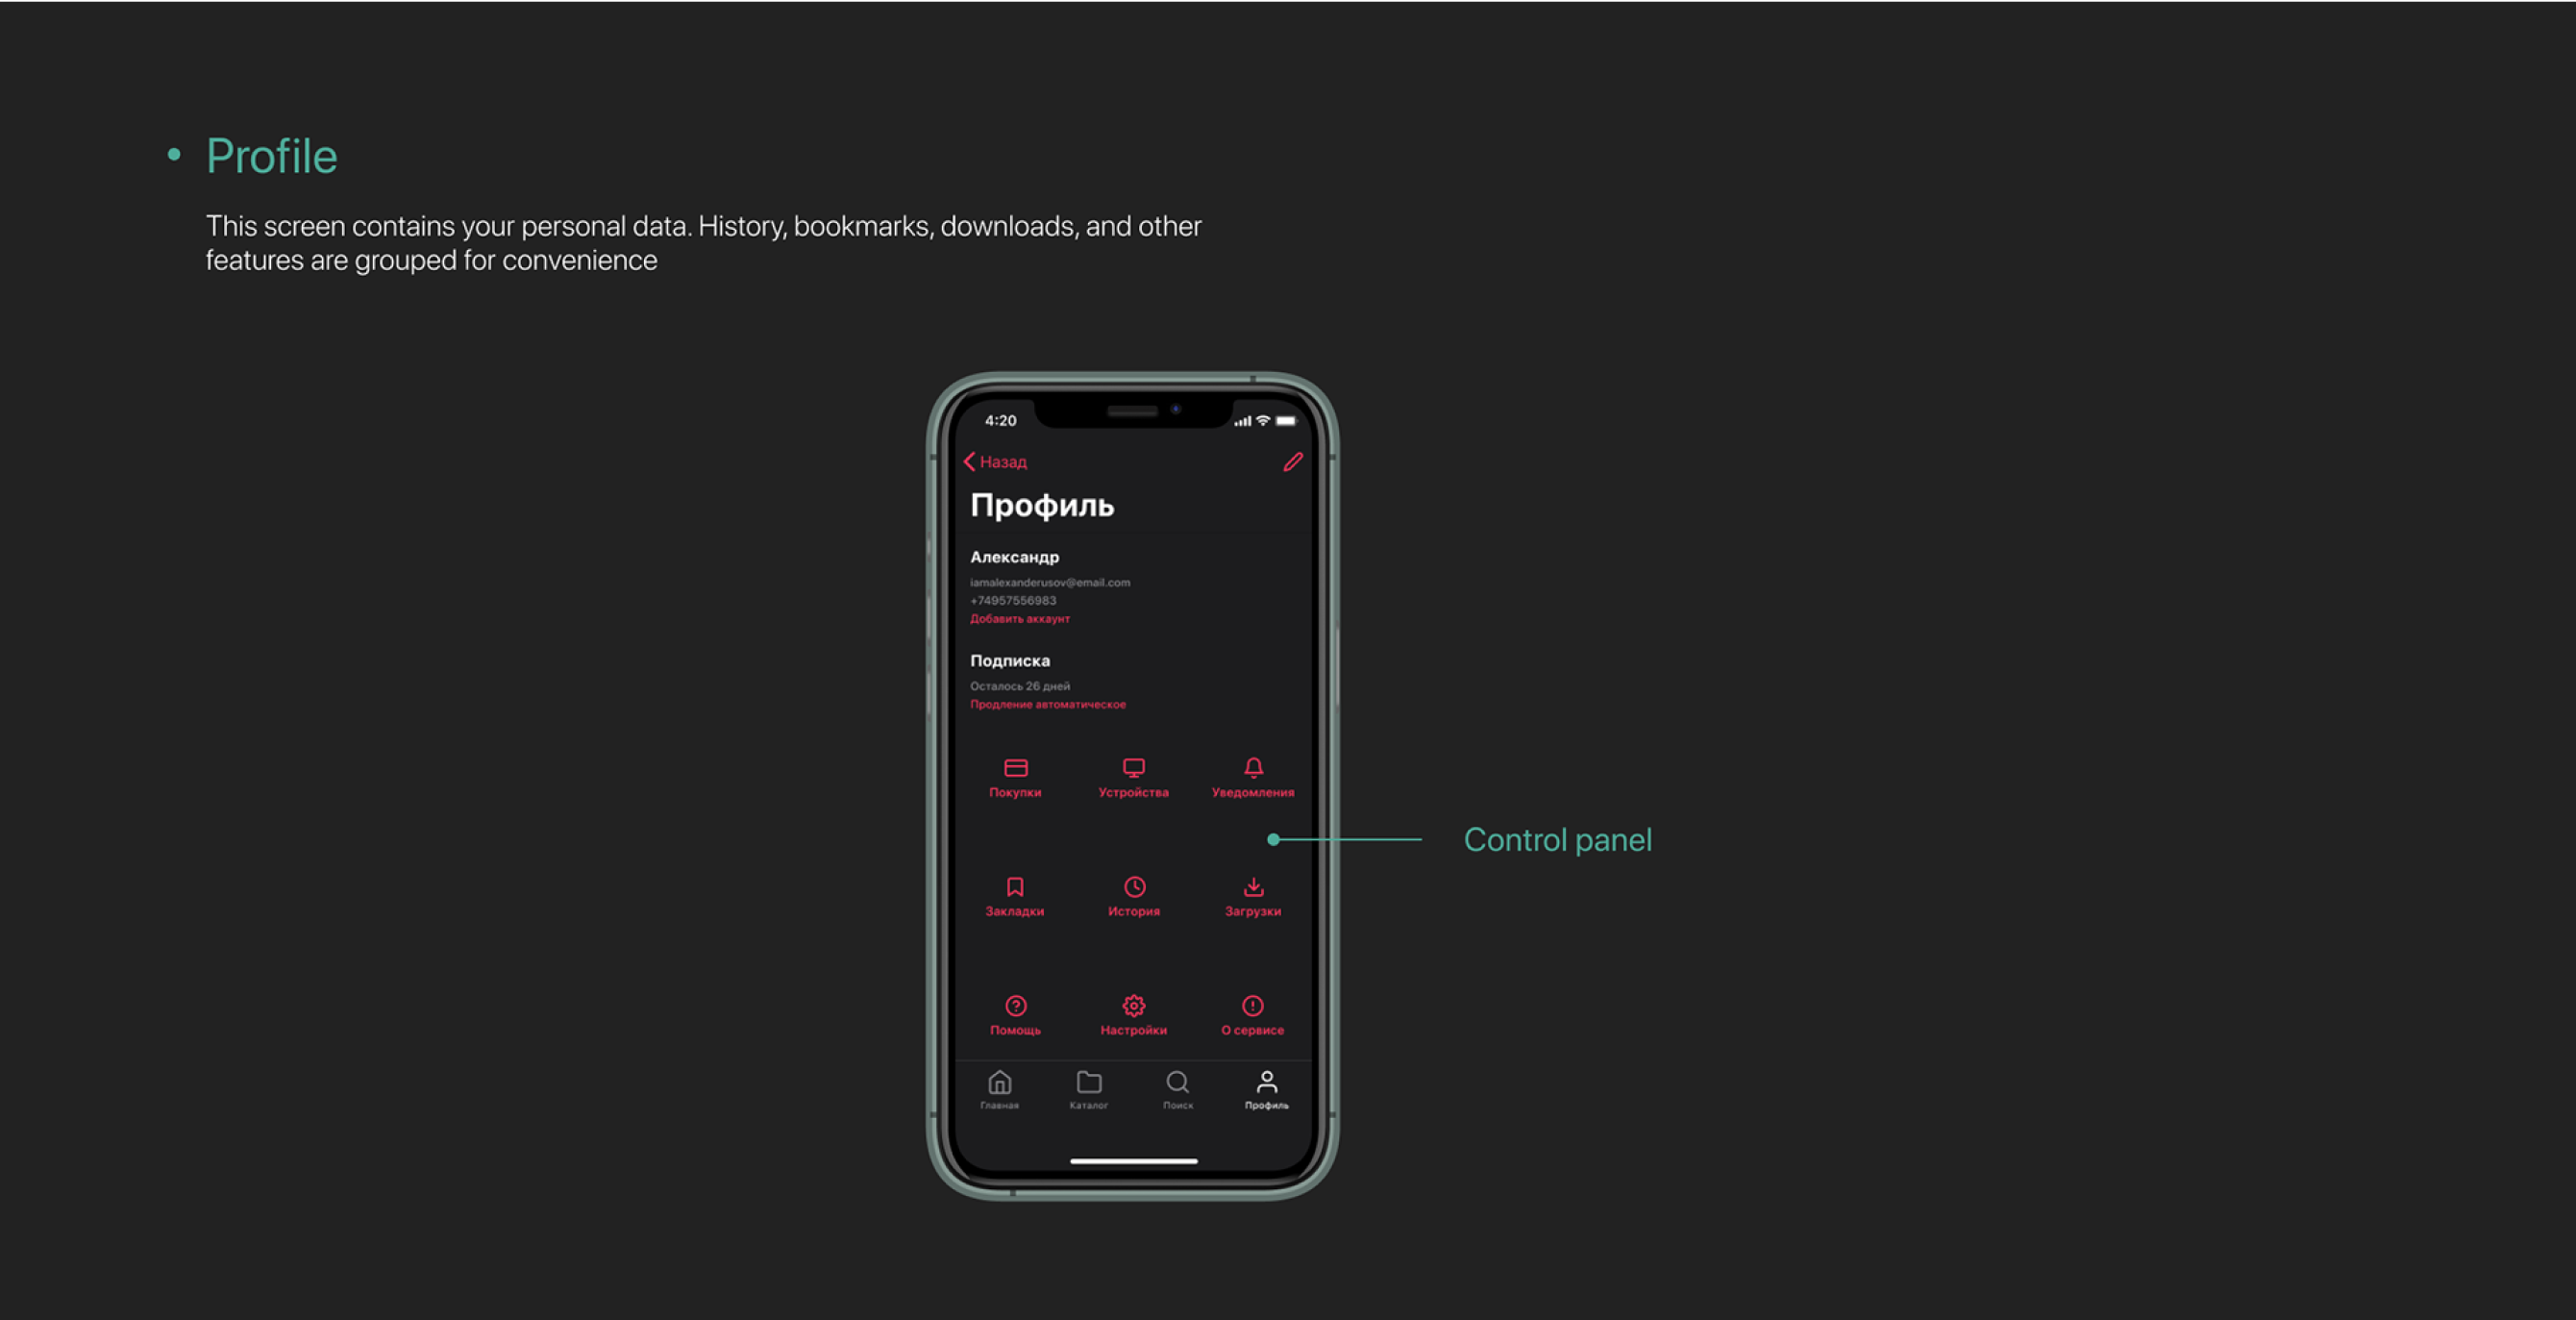 • Profile
This screen contains your personal data. History, bookmarks, downloads, and other
features are grouped for convenience
4:20
Назад
Профиль
Александр
iamalexanderusov@email.com
+74957556983
Добавить аккаунт
Подписка
Осталось 26 дней
Продление автоматическое
Покупки Устройства Уведомления
Control panel
Закладки История Загрузки
Помощь Настройки О сервисе
Главная Каталог Поиск Профиль